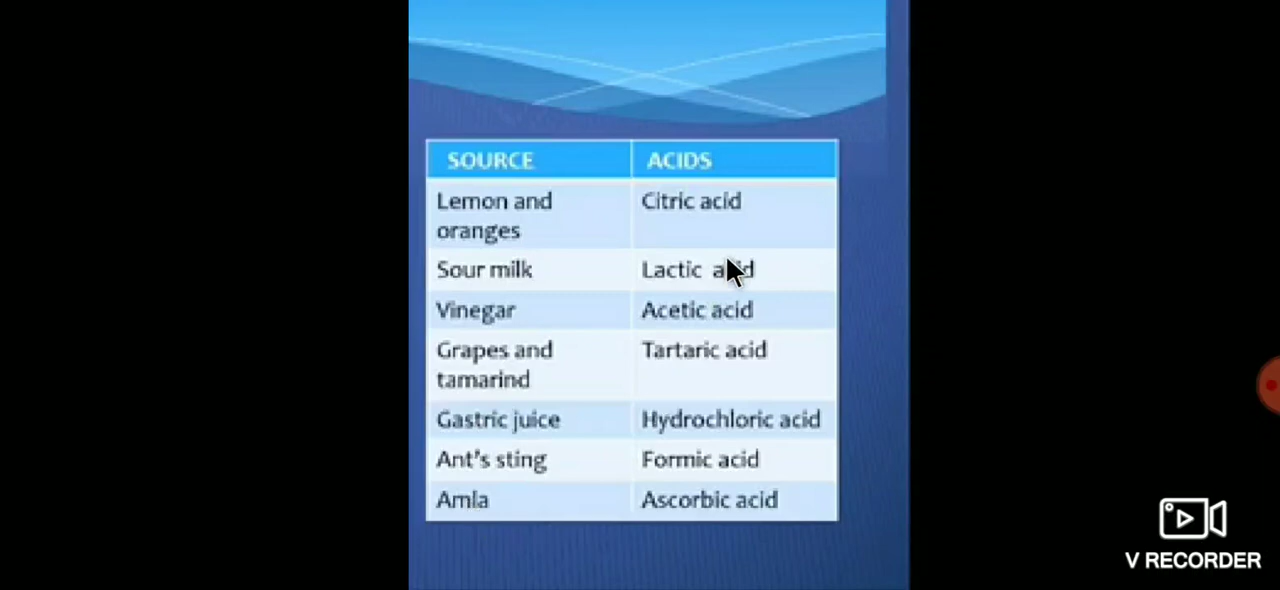 SOURCE ACIDS
Lemon and Citric acid
oranges
Sour milk Lactic acid
Vinegar Acetic acid
Grapes and Tartaric acid
tamarind
Gastric juice Hydrochloric acid
Ant's sting Formic acid
Amla Ascorbic acid
V RECORDER